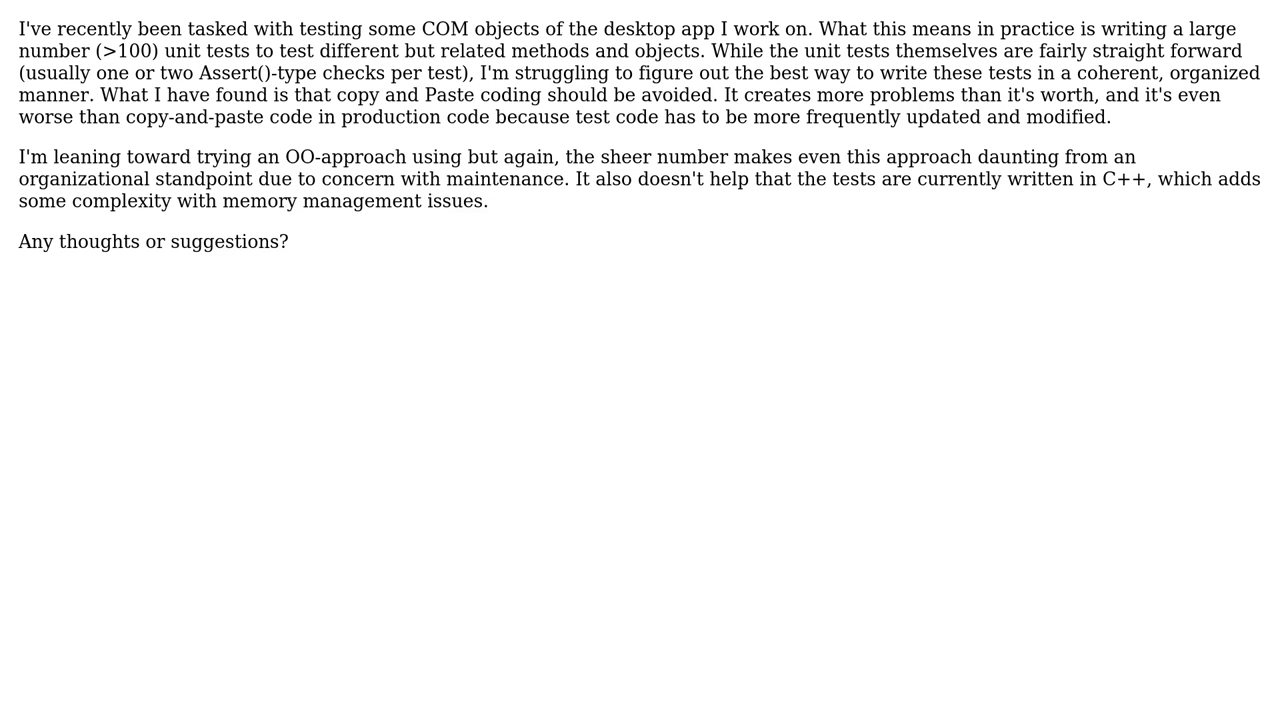 I've recently been tasked with testing some COM objects of the desktop app I work on. What this means in practice is writing a large
number (>100) unit tests to test different but related methods and objects. While the unit tests themselves are fairly straight forward
(usually one or two Assert()-type checks per test), I'm struggling to figure out the best way to write these tests in a coherent, organized
manner. What I have found is that copy and Paste coding should be avoided. It creates more problems than it's worth, and it's even
worse than copy-and-paste code in production code because test code has to be more frequently updated and modified.
I'm leaning toward trying an OO-approach using but again, the sheer number makes even this approach daunting from an
organizational standpoint due to concern with maintenance. It also doesn't help that the tests are currently written in C++, which adds
some complexity with memory management issues.
Any thoughts or suggestions?